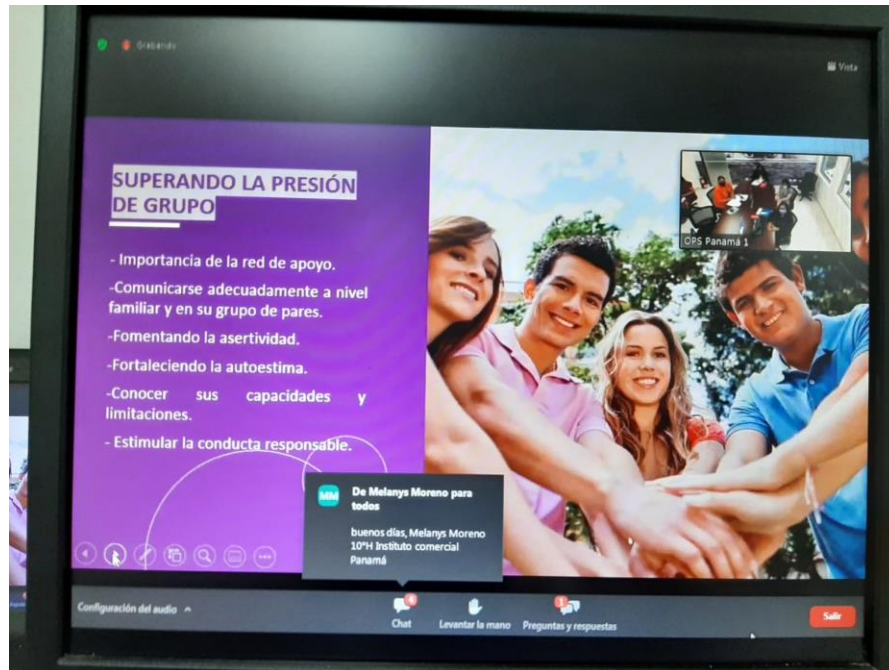 Grabando
Vista
SUPERANDO LA PRESIÓN
DE GRUPO
- Importancia de la red de apoyo.
-Comunicarse adecuadamente a nivel
familiar y en su grupo de pares.
-Fomentando la asertividad.
-Fortaleciendo la autoestima.
-Conocer sus capacidades y
limitaciones.
- Estimular la conducta responsable.
OPS Panamá 1
MM
De Melanys Moreno para
todos
buenos días, Melanys Moreno
10°H Instituto comercial
Panamá
Configuración del audio
4
Chat
Levantar la mano
1
Preguntas y respuestas
Salir